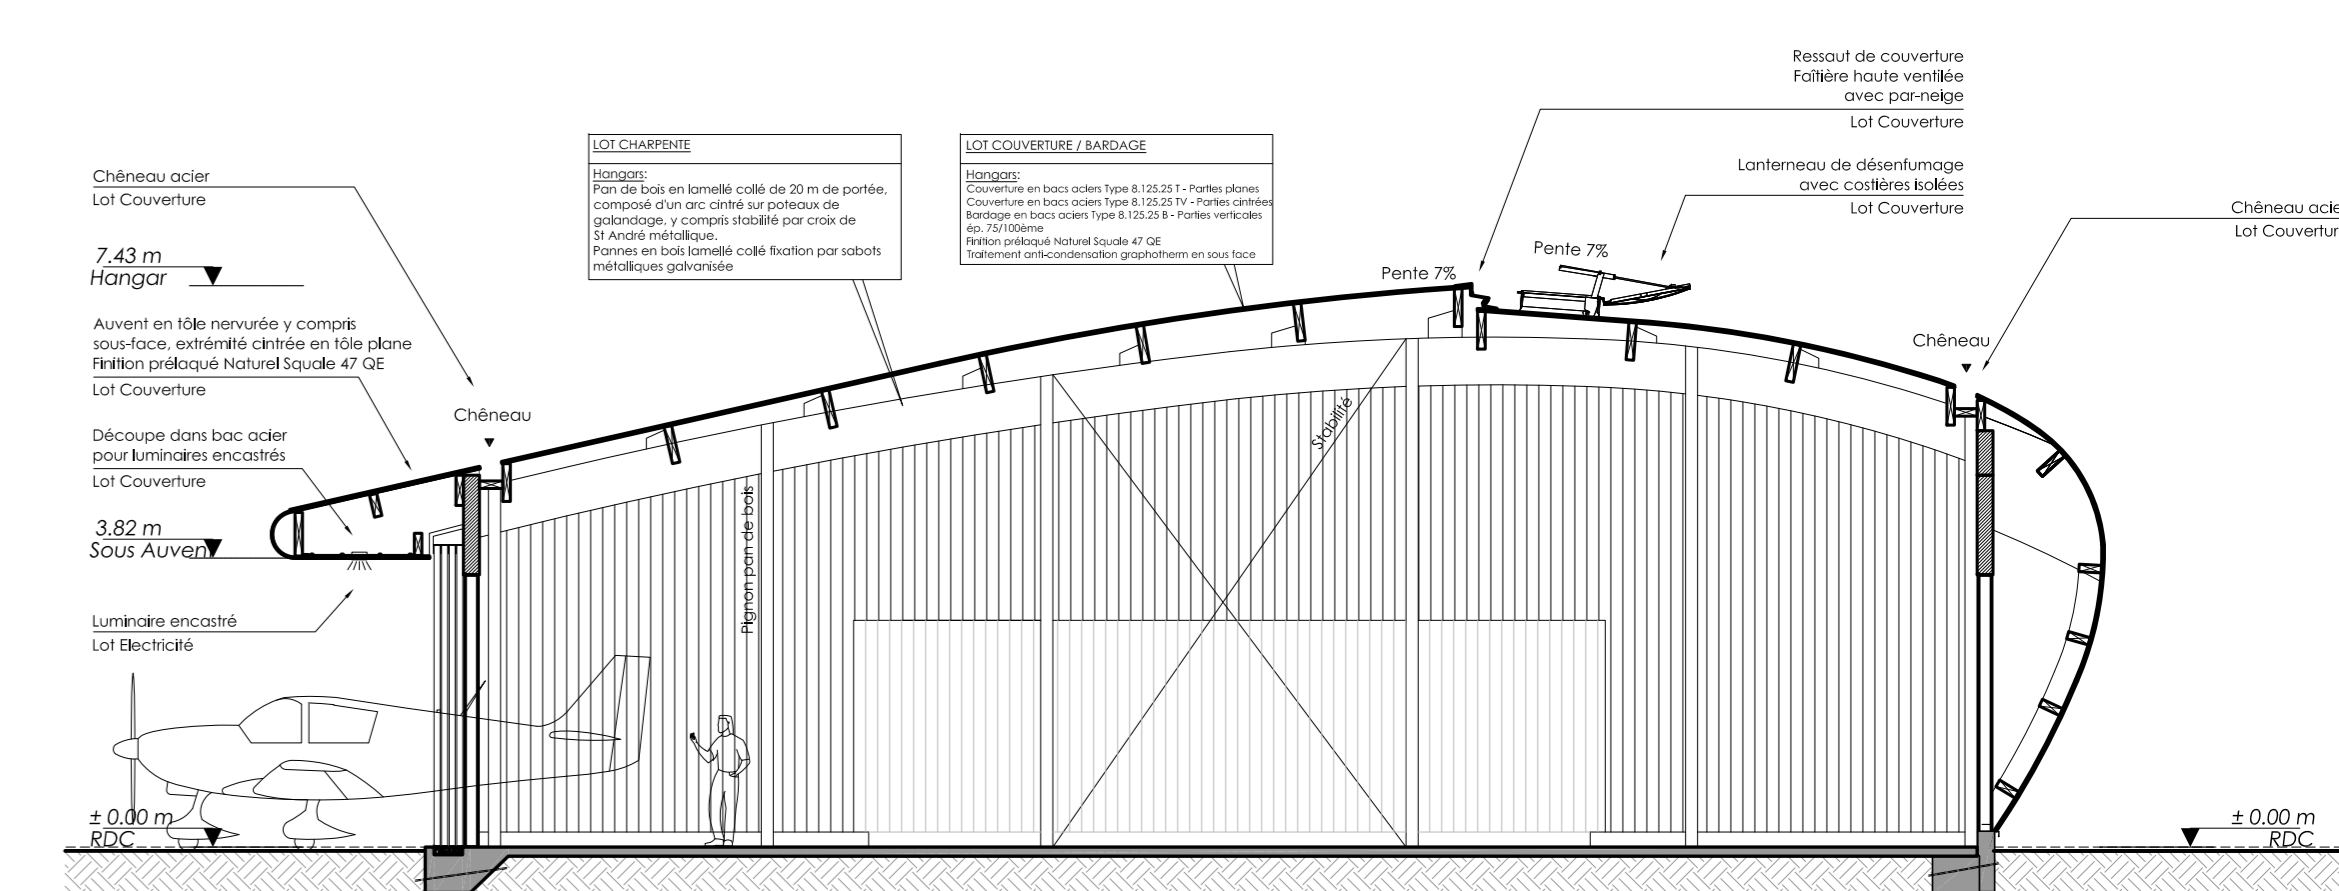 Ressaut de couverture
Faîtière haute ventilée
avec par-neige
Lot Couverture
LOT CHARPENTE
Hangars:
Pan de bois en lamellé collé de 20 m de portée,
composé d'un arc cintré sur poteaux de
galandage, y compris stabilité par croix de
St André métallique.
Pannes en bois lamellé collé fixation par sabots
métalliques galvanisée
LOT COUVERTURE / BARDAGE
Hangars:
Couverture en bacs aciers Type 8.125.25 T - Parties planes
Couverture en bacs aciers Type 8.125.25 TV - Parties cintrées
Bardage en bacs aciers Type 8.125.25 B - Parties verticales
ép. 75/100ème
Finition prélaqué Naturel Squale 47 QE
Traitement anti-condensation graphotherm en sous face
Lanterneau de désenfumage
avec costières isolées
Lot Couverture
Chêneau acier
Lot Couverture
Chêneau acie
Lot Couvertur
7.43 m
Hangar
Pente 7%
Pente 7%
Auvent en tôle nervurée y compris
sous-face, extrémité cintrée en tôle plane
Finition prélaqué Naturel Squale 47 QE
Lot Couverture
Chêneau
Chêneau
Stabilité
Découpe dans bac acier
pour luminaires encastrés
Lot Couverture
3.82 m
Sous Auven
Pignon pan de bois
Luminaire encastré
Lot Electricité
± 0.00 m
RDC
± 0.00 m
RDC